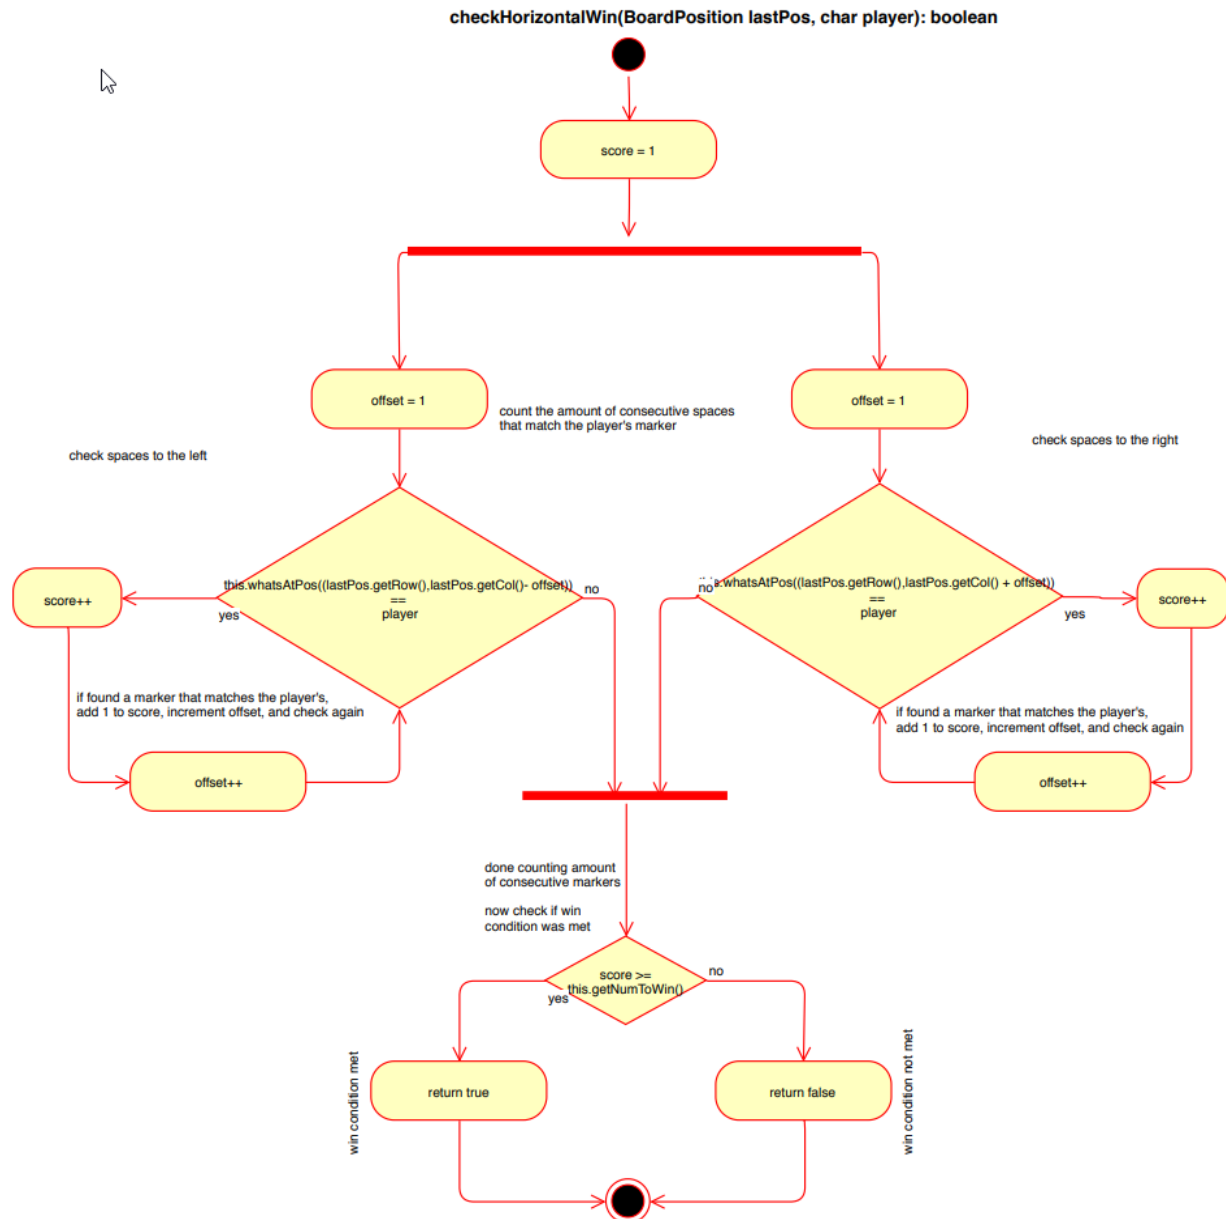 checkHorizontalWin(BoardPosition lastPos, char player): boolean
score = 1
offset = 1
offset = 1
count the amount of consecutive spaces
that match the player's marker
check spaces to the left
check spaces to the right
this.whatsAtPos((lastPos.getRow(),lastPos.getCol()- offset))
==
player
no
yes
score++
this.whatsAtPos((lastPos.getRow(),lastPos.getCol() + offset))
==
player
no
yes
score++
if found a marker that matches the player's,
add 1 to score, increment offset, and check again
if found a marker that matches the player's,
add 1 to score, increment offset, and check again
offset++
offset++
done counting amount
of consecutive markers
now check if win
condition was met
score >=
this.getNumToWin()
yes
no
win condition met
return true
return false
win condition not met